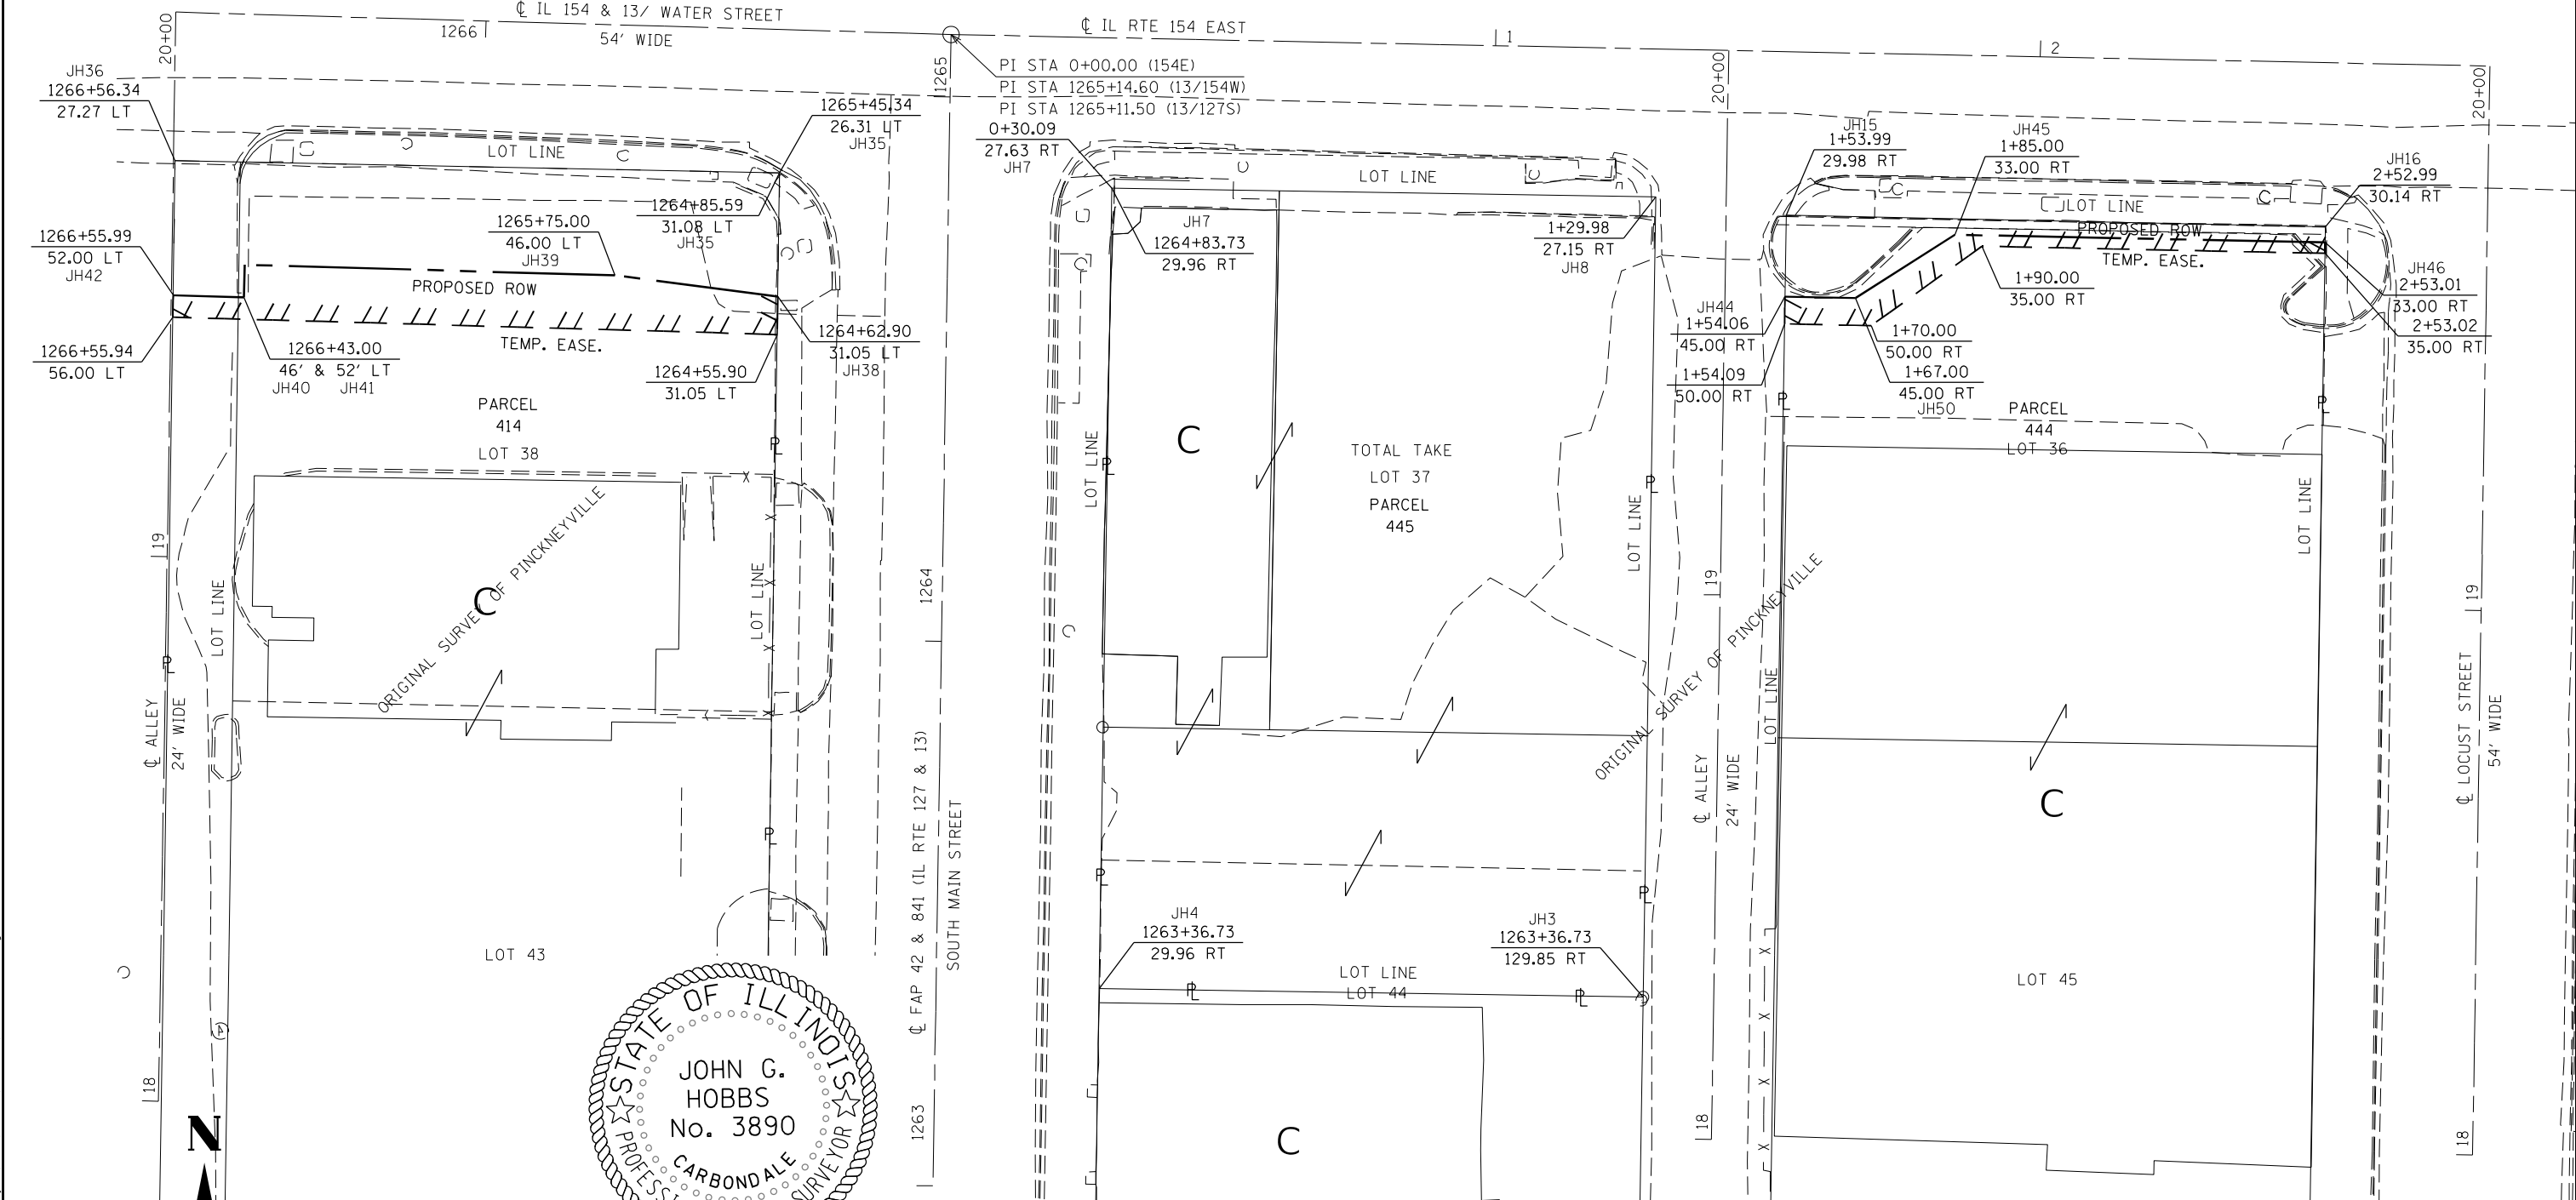 ℄ IL 154 & 13/ WATER STREET
54' WIDE
1266
20+00
℄ IL RTE 154 EAST
1
2
20+00
20+00
1265
PI STA 0+00.00 (154E)
PI STA 1265+14.60 (13/154W)
PI STA 1265+11.50 (13/127S)
JH36
1266+56.34
27.27 LT
LOT LINE
1265+45.34
26.31 LT
JH35
0+30.09
27.63 RT
JH7
LOT LINE
JH15
1+53.99
29.98 RT
JH45
1+85.00
33.00 RT
JH16
2+52.99
30.14 RT
LOT LINE
1264+85.59
31.08 LT
JH35
1265+75.00
46.00 LT
JH39
JH7
1264+83.73
29.96 RT
1+29.98
27.15 RT
JH8
PROPOSED ROW
TEMP. EASE.
1266+55.99
52.00 LT
JH42
PROPOSED ROW
1+90.00
35.00 RT
JH46
2+53.01
33.00 RT
JH44
1+54.06
45.00 RT
1+70.00
50.00 RT
2+53.02
35.00 RT
1264+62.90
31.05 LT
JH38
TEMP. EASE.
1266+55.94
56.00 LT
1266+43.00
46' & 52' LT
JH40 JH41
1264+55.90
31.05 LT
1+54.09
50.00 RT
1+67.00
45.00 RT
JH50
PARCEL
414
LOT 38
PARCEL
444
LOT 36
C
TOTAL TAKE
LOT 37
PARCEL
445
LOT LINE
LOT LINE
LOT LINE
LOT LINE
LOT LINE
LOT LINE
19
19
19
1264
C
ORIGINAL SURVEY OF PINCKNEYVILLE
ORIGINAL SURVEY OF PINCKNEYVILLE
℄ ALLEY
24' WIDE
℄ FAP 42 & 841 (IL RTE 127 & 13)
SOUTH MAIN STREET
℄ ALLEY
24' WIDE
C
℄ LOCUST STREET
54' WIDE
JH4
1263+36.73
29.96 RT
JH3
1263+36.73
129.85 RT
LOT 43
LOT LINE
LOT 44
LOT 45
18
1263
18
18
N
STATE OF ILLINOIS
JOHN G.
HOBBS
No. 3890
CARBONDALE
SURVEYOR
C